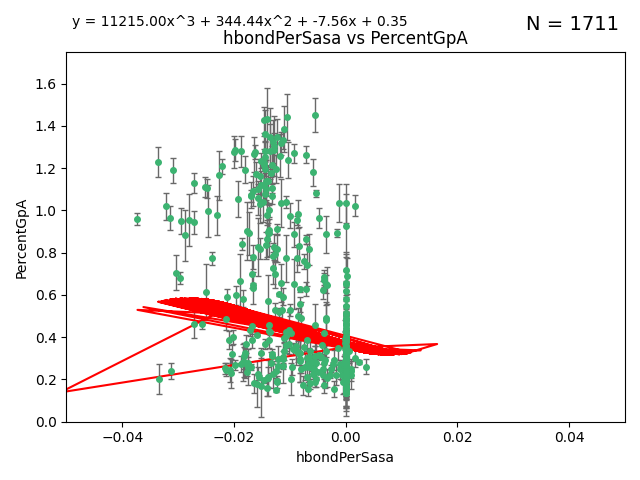 y = 11215.00x^3 + 344.44x^2 + -7.56x + 0.35
N = 1711
hbondPerSasa vs PercentGpA
PercentGpA
1.6
1.4
1.2
1.0
0.8
0.6
0.4
0.2
0.0
−0.04
−0.02
0.00
0.02
0.04
hbondPerSasa